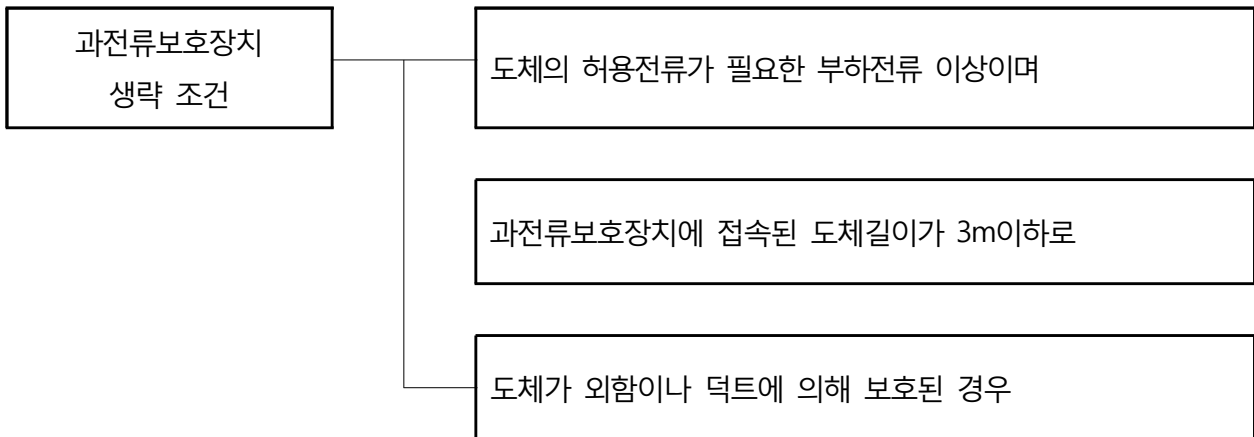 과전류보호장치
생략 조건
도체의 허용전류가 필요한 부하전류 이상이며
과전류보호장치에 접속된 도체길이가 3m이하로
도체가 외함이나 덕트에 의해 보호된 경우